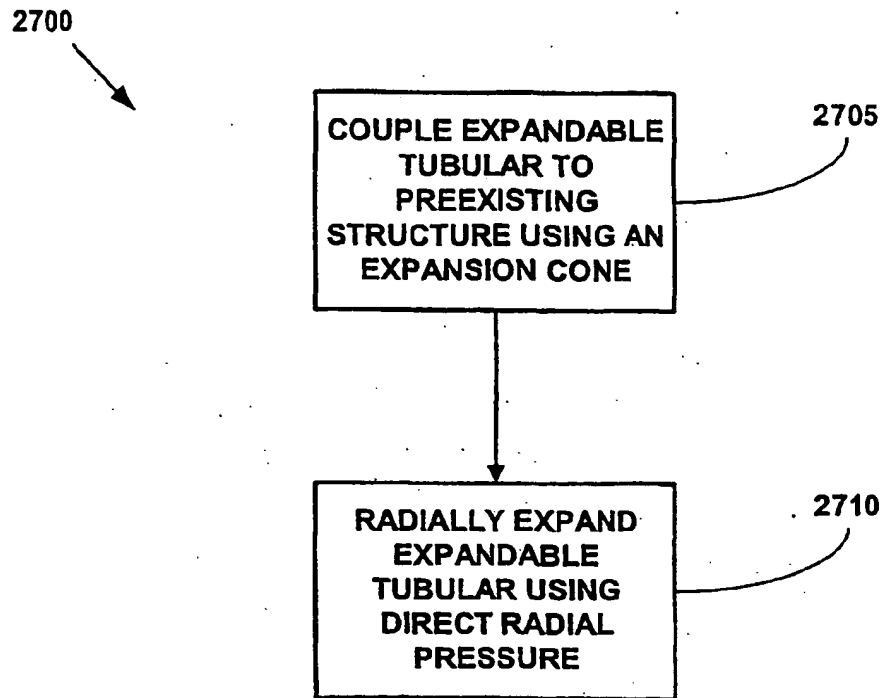 2700
COUPLE EXPANDABLE
TUBULAR TO
PREEXISTING
STRUCTURE USING AN
EXPANSION CONE
2705
RADIALLY EXPAND
EXPANDABLE
TUBULAR USING
DIRECT RADIAL
PRESSURE
2710